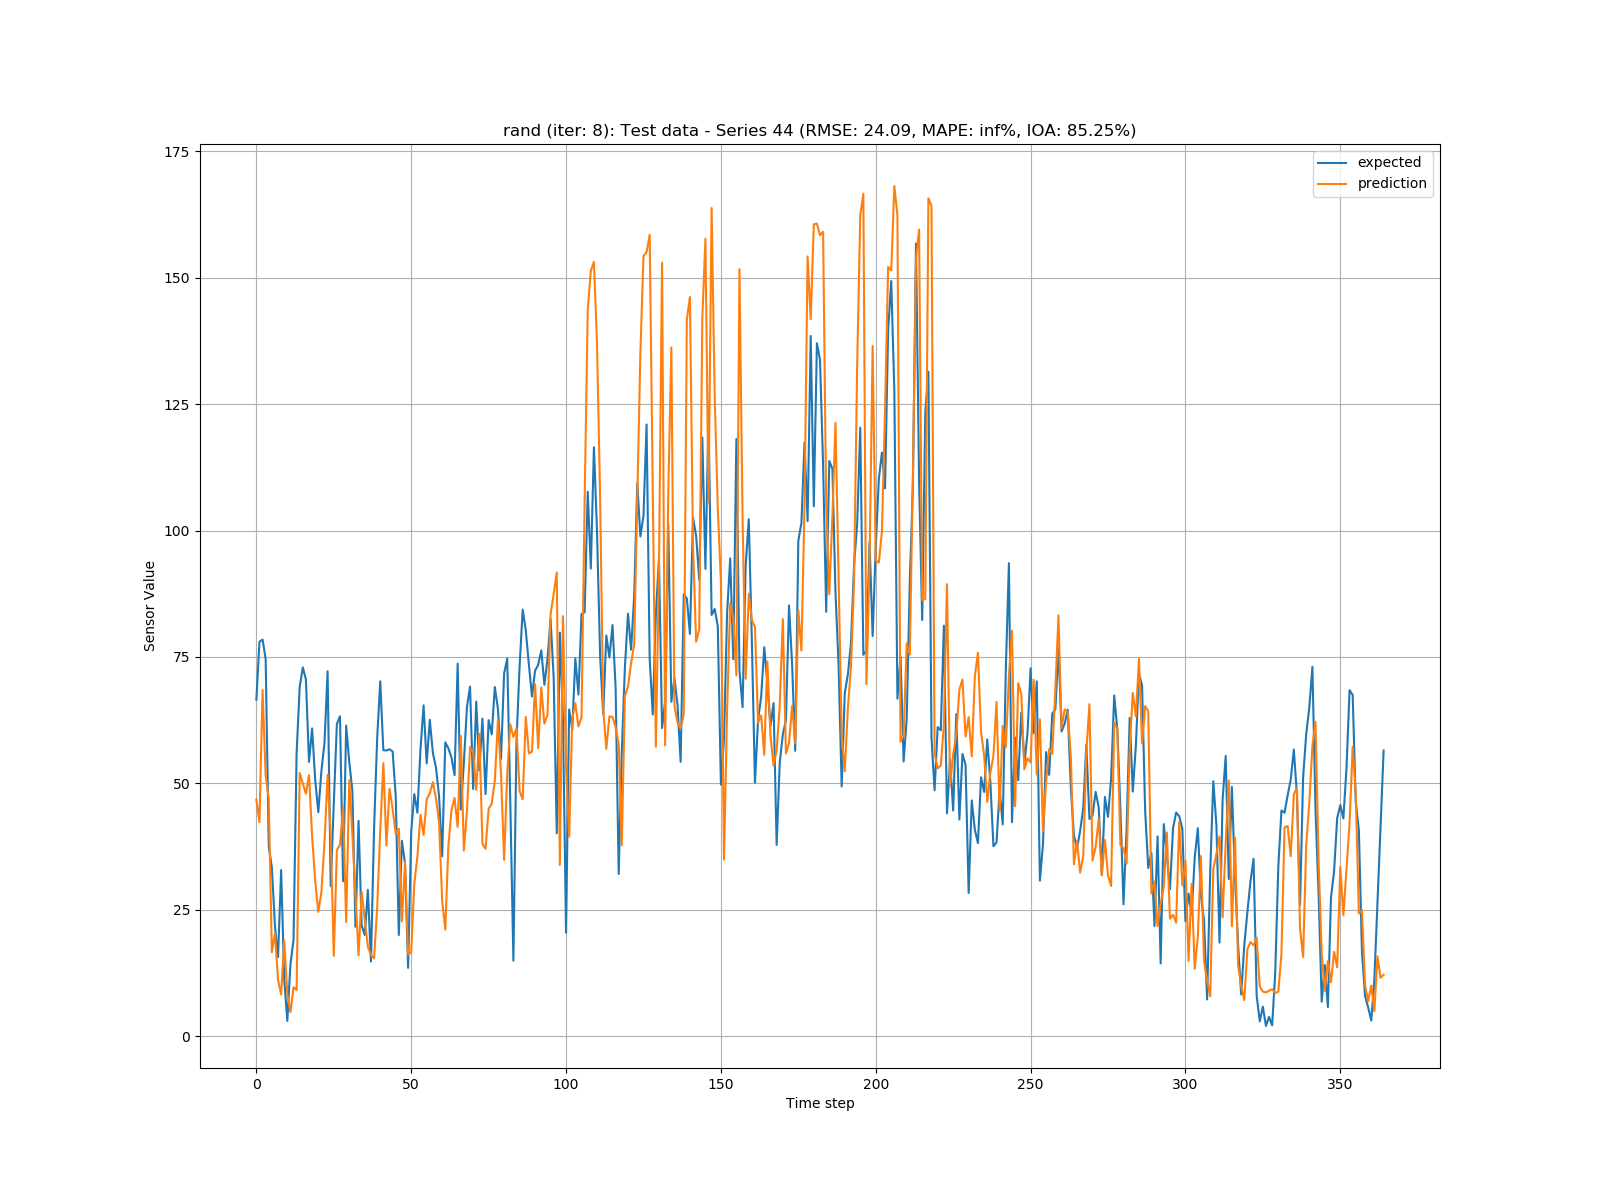 rand (iter: 8): Test data - Series 44 (RMSE: 24.09, MAPE: inf%, IOA: 85.25%)
175
150
125
100
75
50
25
0
Sensor Value
expected
prediction
0 50 100 150 200 250 300 350
Time step